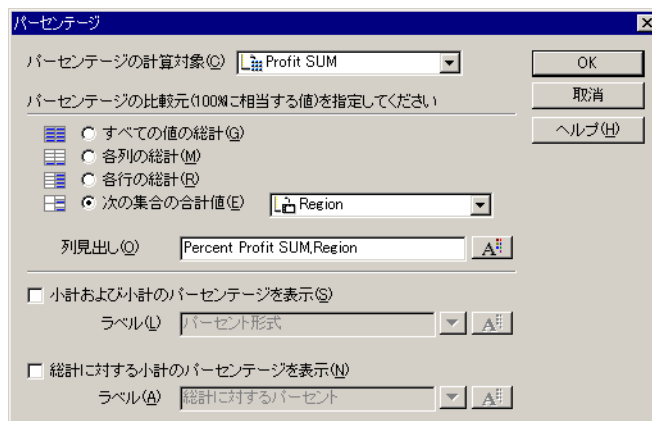 パーセンテージ
パーセンテージの計算対象(C) Profit SUM
OK
パーセンテージの比較元(100%に相当する値)を指定してください
取消
すべての値の総計(G)
ヘルプ(H)
各列の総計(M)
各行の総計(R)
次の集合の合計値(E) Region
列見出し(O) Percent Profit SUM,Region A
小計および小計のパーセンテージを表示(S)
ラベル(L) パーセント形式 A
総計に対する小計のパーセンテージを表示(N)
ラベル(A) 総計に対するパーセント A